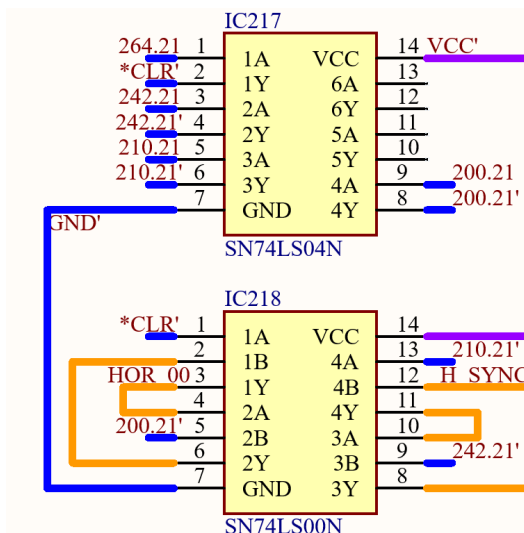 IC217
264.21 1 1A VCC 14 VCC'
*CLR' 2 1Y 6A 13
242.21 3 2A 6Y 12
242.21' 4 2Y 5A 11
210.21 5 3A 5Y 10
210.21' 6 3Y 4A 9 200.21
7 GND 4Y 8 200.21'
GND'
SN74LS04N
IC218
*CLR' 1 1A VCC 14
2 1B 4A 13 210.21'
HOR_00 3 1Y 4B 12 H_SYNC
4 2A 4Y 11
200.21' 5 2B 3A 10
6 2Y 3B 9 242.21'
7 GND 3Y 8
SN74LS00N